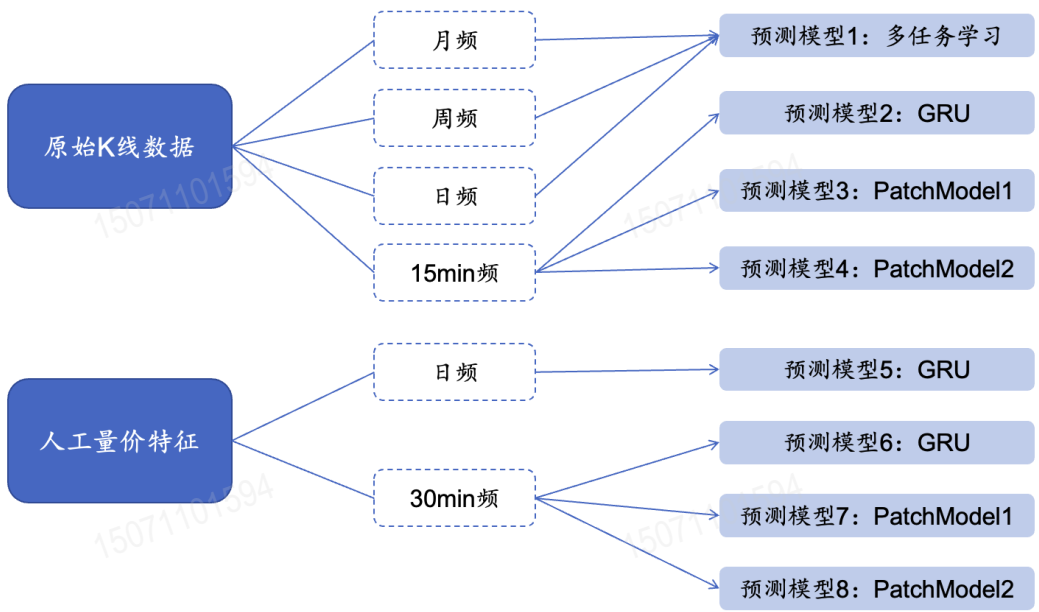 原始K线数据
月频
周频
日频
15min频
预测模型1：多任务学习
预测模型2：GRU
预测模型3：PatchModel1
预测模型4：PatchModel2
人工量价特征
日频
30min频
预测模型5：GRU
预测模型6：GRU
预测模型7：PatchModel1
预测模型8：PatchModel2
15071101594
15071101594
15071101594
15071101594